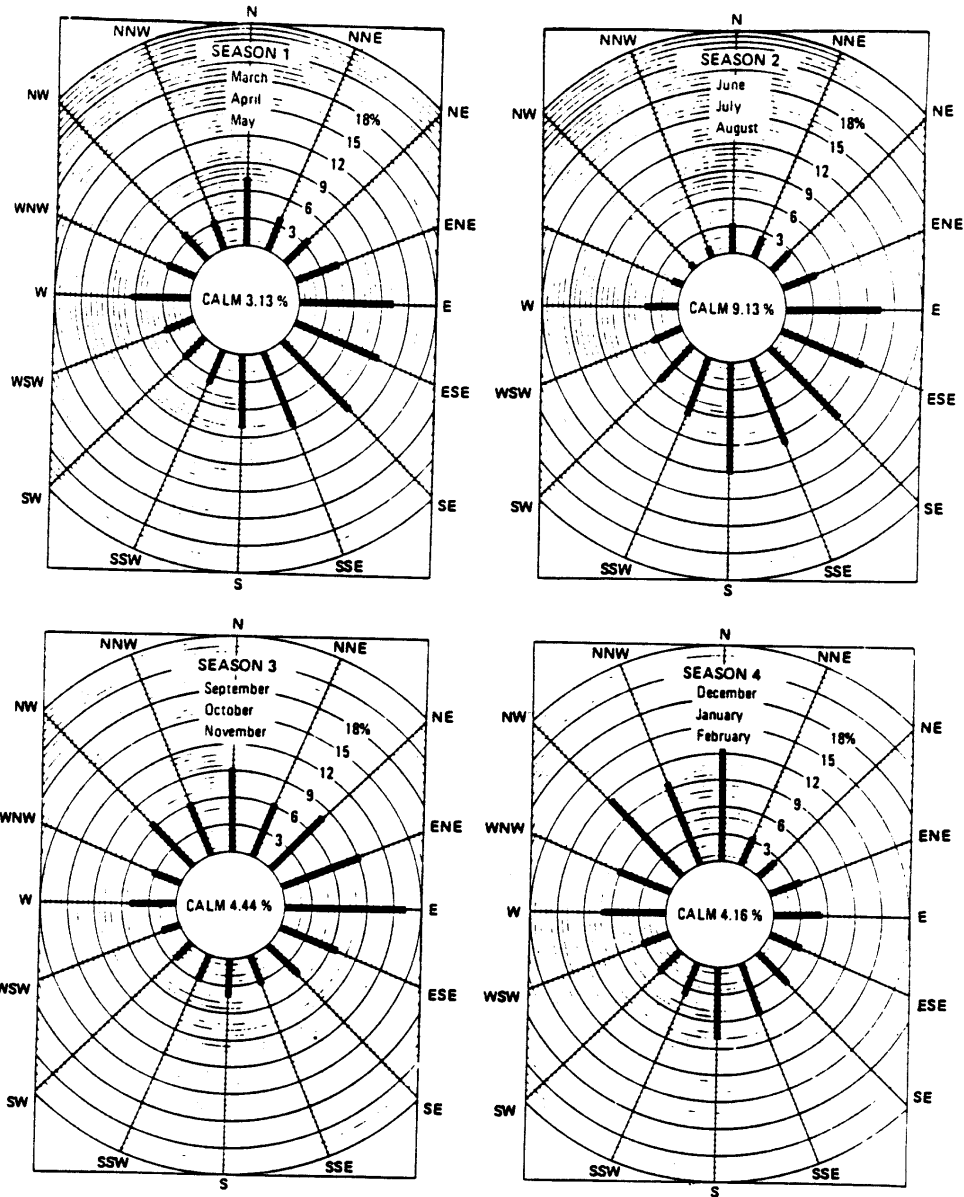 N
NNW
NNE
SEASON 1
March
April
May
NW
NE
18%
15
12
9
6
3
WNW
ENE
W
CALM 3.13 %
E
WSW
ESE
SW
SE
SSW
SSE
S
N
NNW
NNE
SEASON 2
June
July
August
NW
NE
18%
15
12
9
6
3
WNW
ENE
W
CALM 9.13 %
E
WSW
ESE
SW
SE
SSW
SSE
S
N
NNW
NNE
SEASON 3
September
October
November
NW
NE
18%
15
12
9
6
3
WNW
ENE
W
CALM 4.44 %
E
WSW
ESE
SW
SE
SSW
SSE
S
N
NNW
NNE
SEASON 4
December
January
February
NW
NE
18%
15
12
9
6
3
WNW
ENE
W
CALM 4.16 %
E
WSW
ESE
SW
SE
SSW
SSE
S